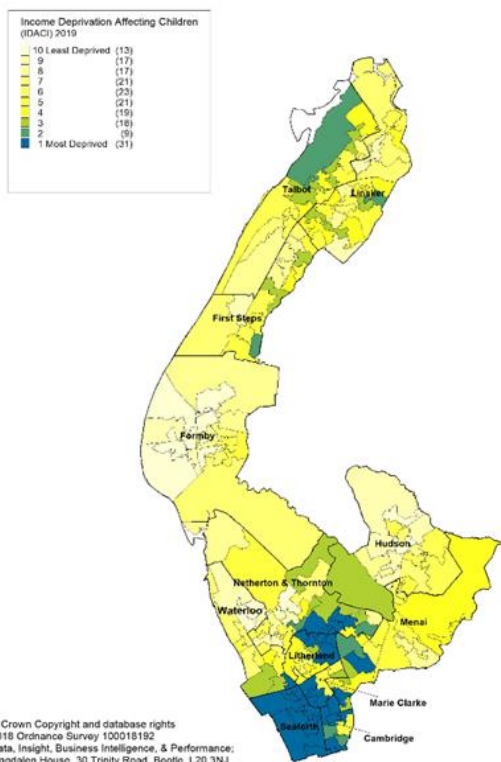 Income Deprivation Affecting Children
(IDACI) 2019
10 Least Deprived (13)
9 (17)
8 (17)
7 (21)
6 (23)
5 (21)
4 (19)
3 (18)
2 (9)
1 Most Deprived (31)
Talbot
Linaker
First Steps
Formby
Hudson
Netherton & Thornton
Waterloo
Menai
Litherland
Marie Clarke
Seaforth
Cambridge
Crown Copyright and database rights
018 Ordnance Survey 100018192
ata, Insight, Business Intelligence, & Performance;
agdalen House, 30 Trinity Road, Bootle, L20 3NJ